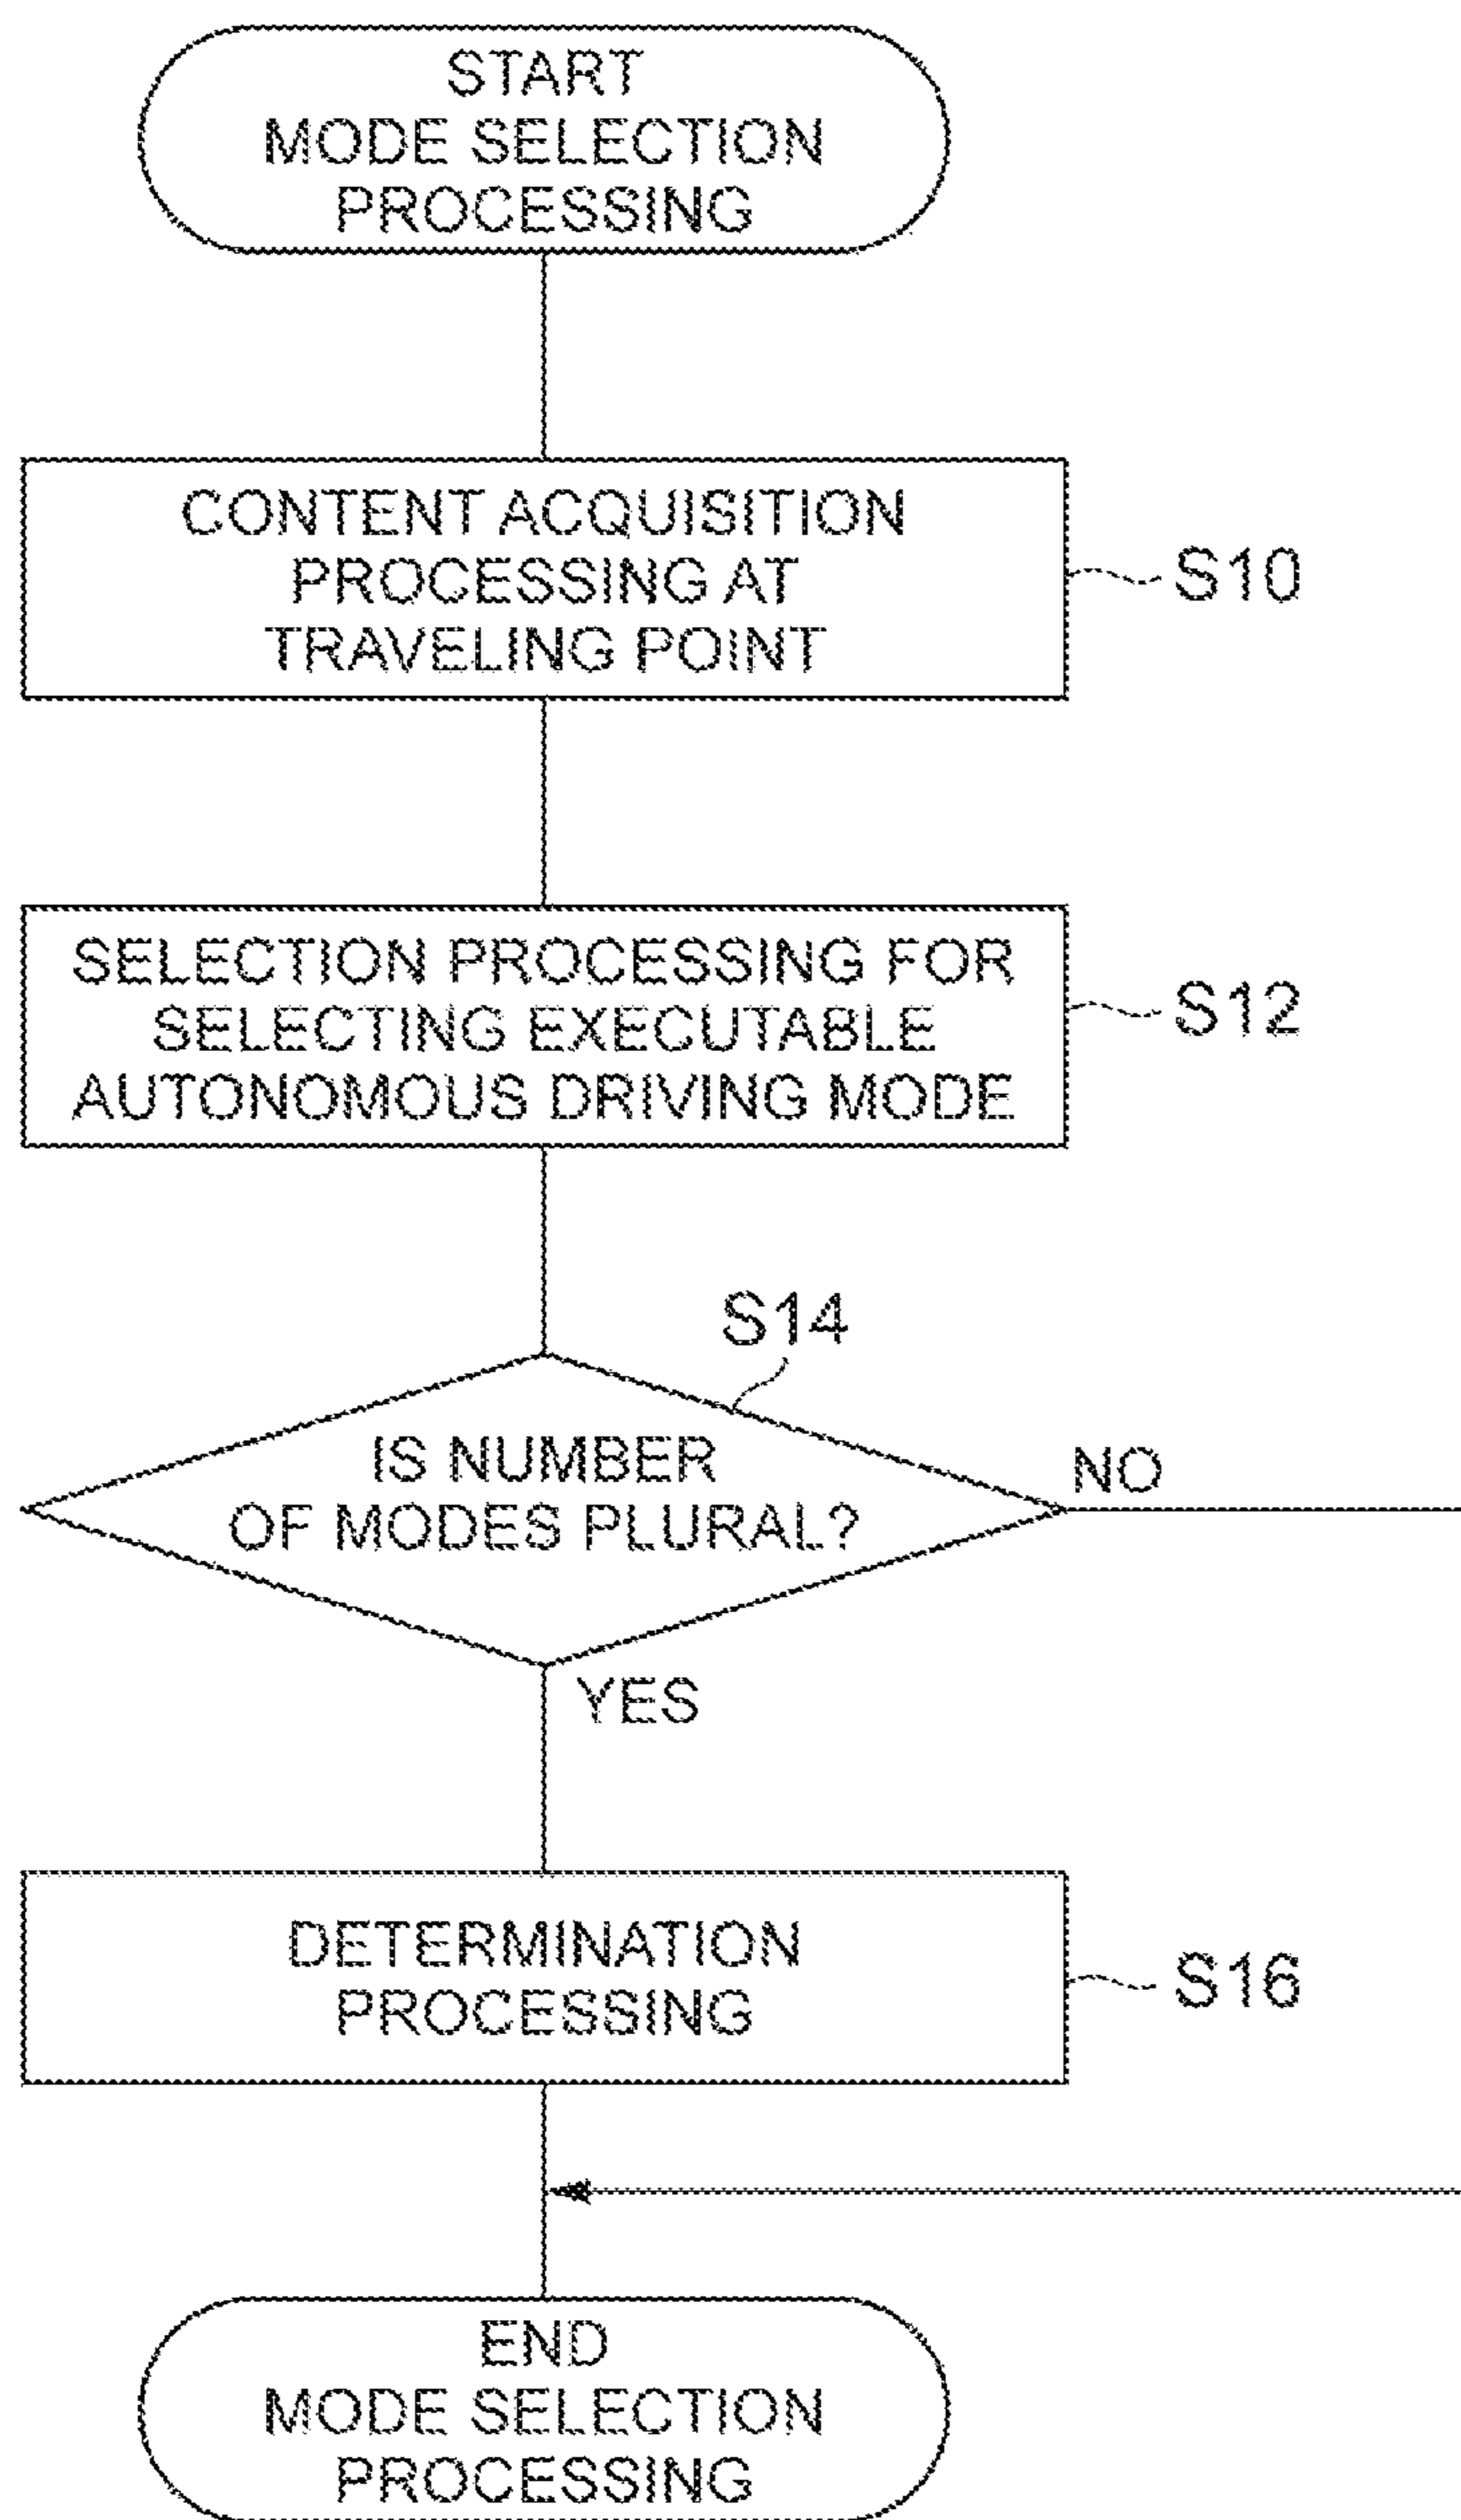 START
MODE SELECTION
PROCESSING
CONTENT ACQUISITION
PROCESSING AT
TRAVELING POINT
S10
SELECTION PROCESSING FOR
SELECTING EXECUTABLE
AUTONOMOUS DRIVING MODE
S12
S14
IS NUMBER
OF MODES PLURAL?
NO
YES
DETERMINATION
PROCESSING
S16
END
MODE SELECTION
PROCESSING